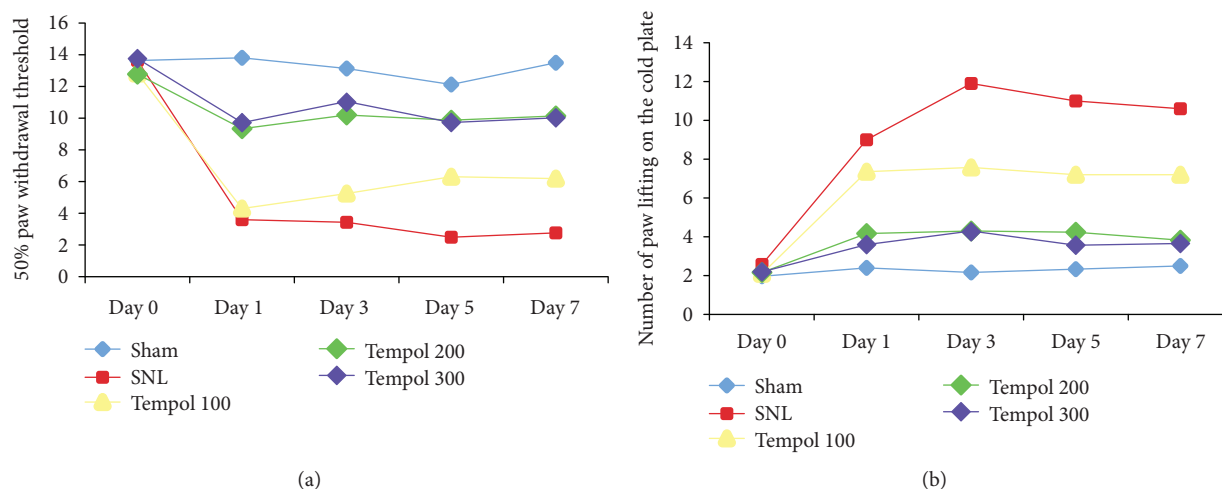 50% paw withdrawal threshold
16
14
12
10
8
6
4
2
0
Day 0 Day 1 Day 3 Day 5 Day 7
Sham
SNL
Tempol 100
Tempol 200
Tempol 300
(a)
Number of paw lifting on the cold plate
14
12
10
8
6
4
2
0
Day 0 Day 1 Day 3 Day 5 Day 7
Sham
SNL
Tempol 100
Tempol 200
Tempol 300
(b)